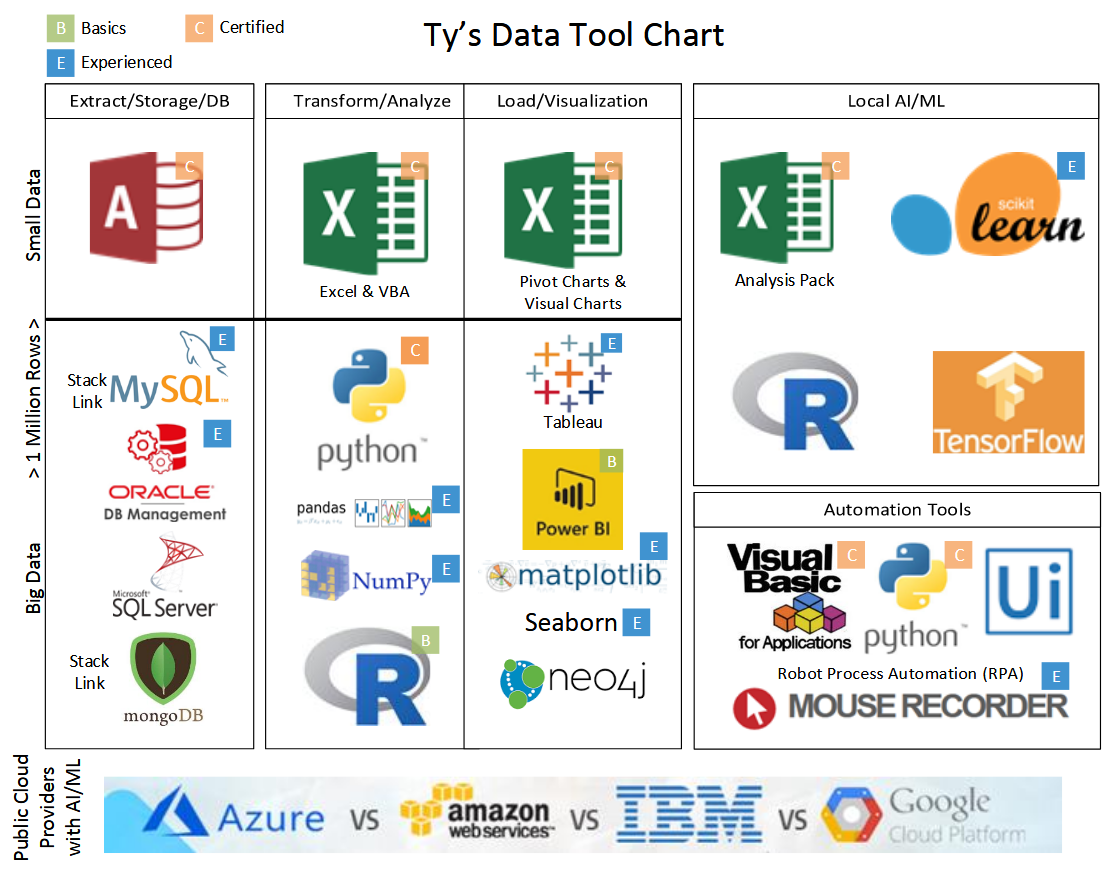 B Basics
C Certified
E Experienced
Ty's Data Tool Chart
Extract/Storage/DB
Transform/Analyze
Load/Visualization
Local AI/ML
Small Data
A
C
X
C
Excel & VBA
X
C
Pivot Charts &
Visual Charts
X
C
Analysis Pack
E
scikit
learn
> 1 Million Rows >
Big Data
Stack
Link
MySQL™
E
E
ORACLE®
DB Management
Microsoft®
SQL Server®
Stack
Link
mongoDB
C
python™
pandas
E
NumPy
E
R
B
E
Tableau
B
Power BI
E
matplotlib
Seaborn E
neo4j
R
TensorFlow
Automation Tools
Visual
Basic
for Applications
C
C
python™
Ui
Robot Process Automation (RPA)
E
MOUSE RECORDER
Public Cloud
Providers
with AI/ML
Azure
VS
amazon
web services™
VS
IBM
VS
Google
Cloud Platform